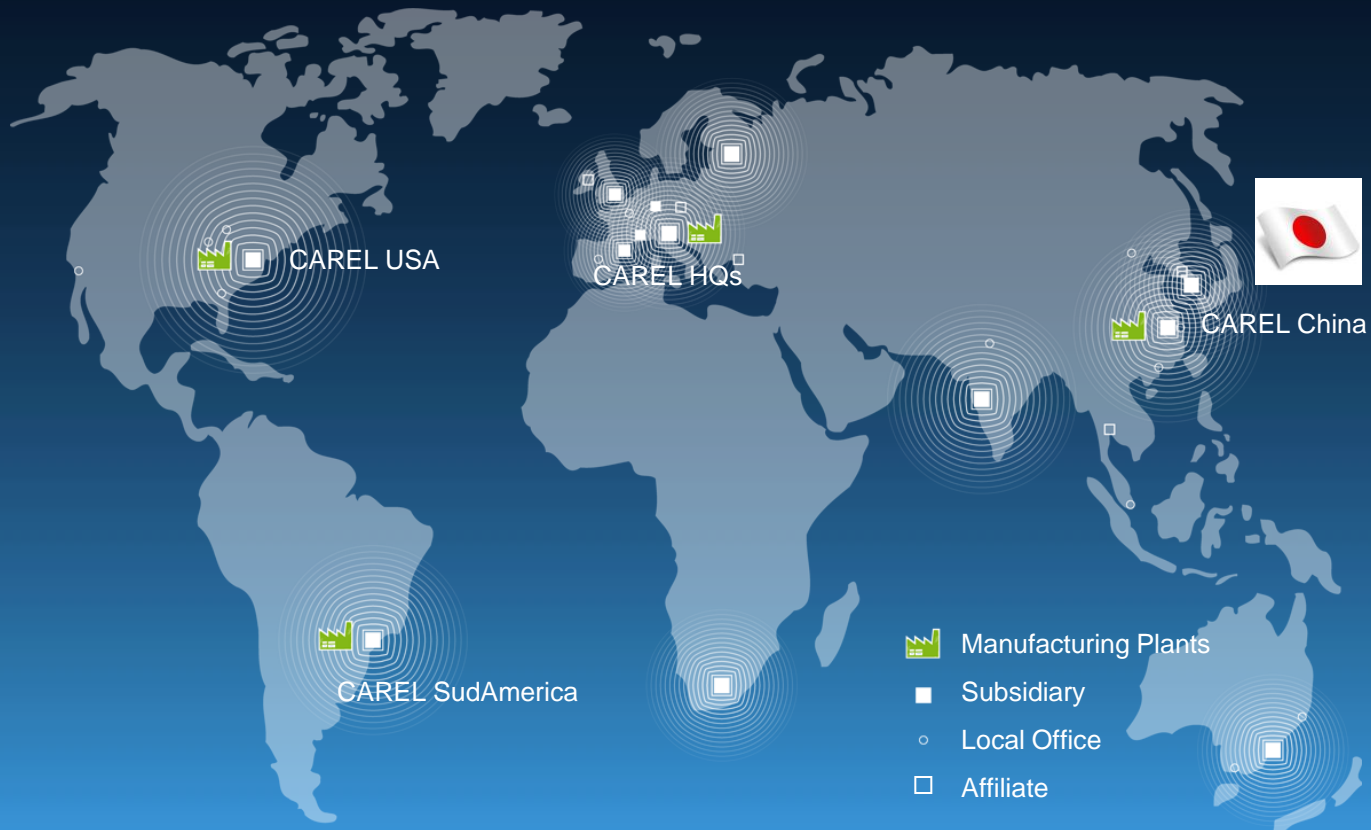 CAREL USA
CAREL HQs
CAREL China
CAREL SudAmerica
Manufacturing Plants
Subsidiary
Local Office
Affiliate